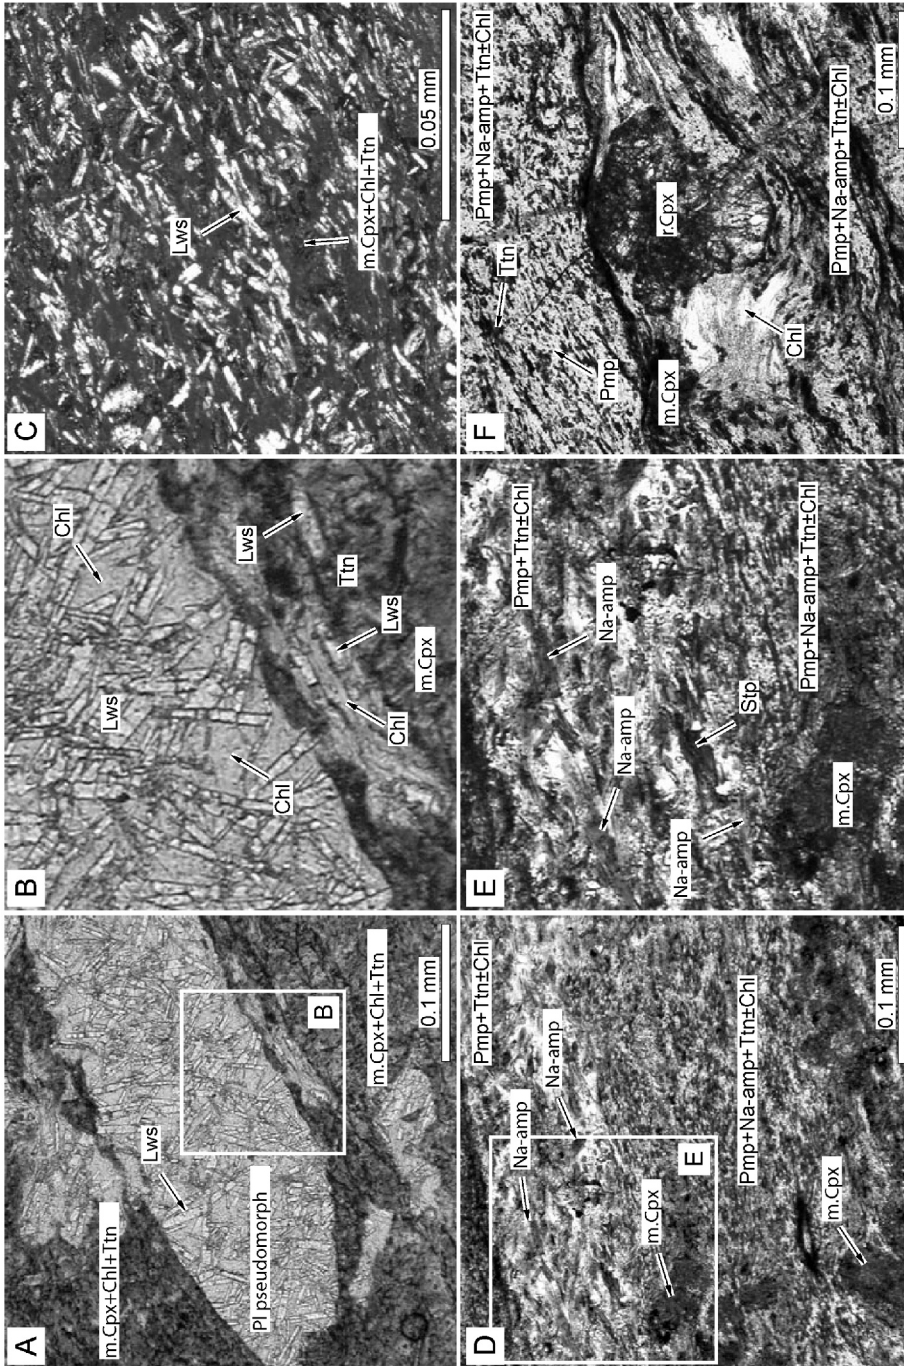 A
m.Cpx+Chl+Ttn
Lws
Pl pseudomorph
B
m.Cpx+Chl+Ttn
0.1 mm
B
Chl
Lws
Chl
Lws
Ttn
Lws
Chl
m.Cpx
C
Lws
m.Cpx+Chl+Ttn
0.05 mm
D
Na-amp
Pmp+Ttn±Chl
Na-amp
E
m.Cpx
Pmp+Na-amp+Ttn±Chl
m.Cpx
0.1 mm
E
Pmp+Ttn±Chl
Na-amp
Na-amp
Stp
Na-amp
Pmp+Na-amp+Ttn±Chl
m.Cpx
F
Ttn
Pmp+Na-amp+Ttn±Chl
Pmp
r.Cpx
m.Cpx
Chl
Pmp+Na-amp+Ttn±Chl
0.1 mm